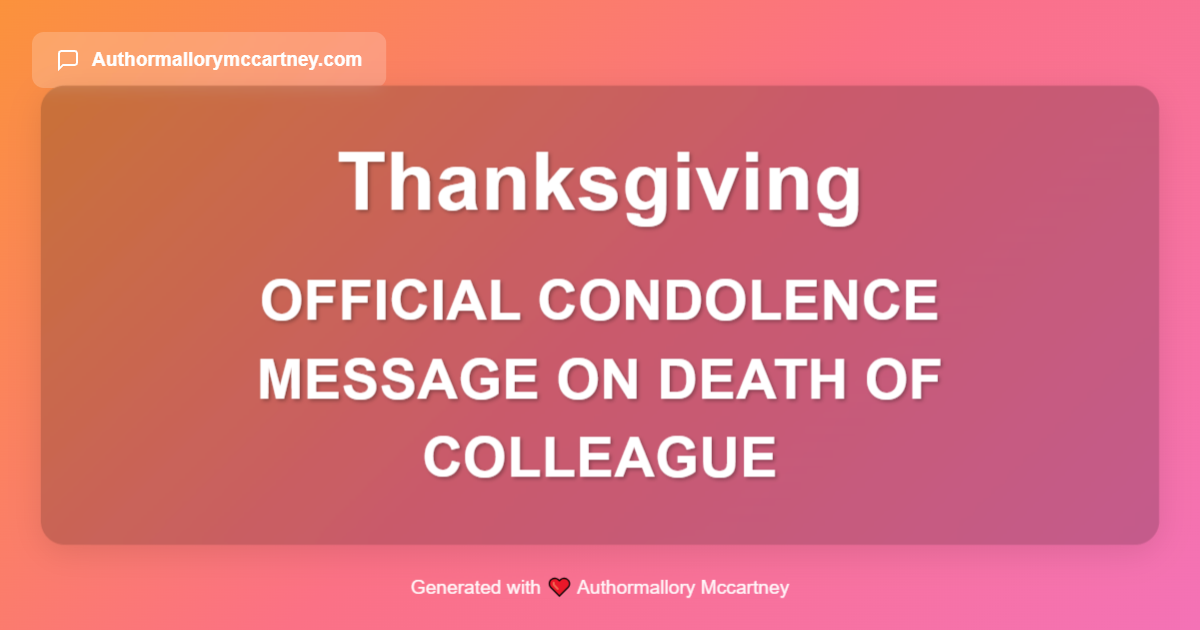 Authormallorymccartney.com
Thanksgiving
OFFICIAL CONDOLENCE
MESSAGE ON DEATH OF
COLLEAGUE
Generated with ❤️ Authormallory Mccartney